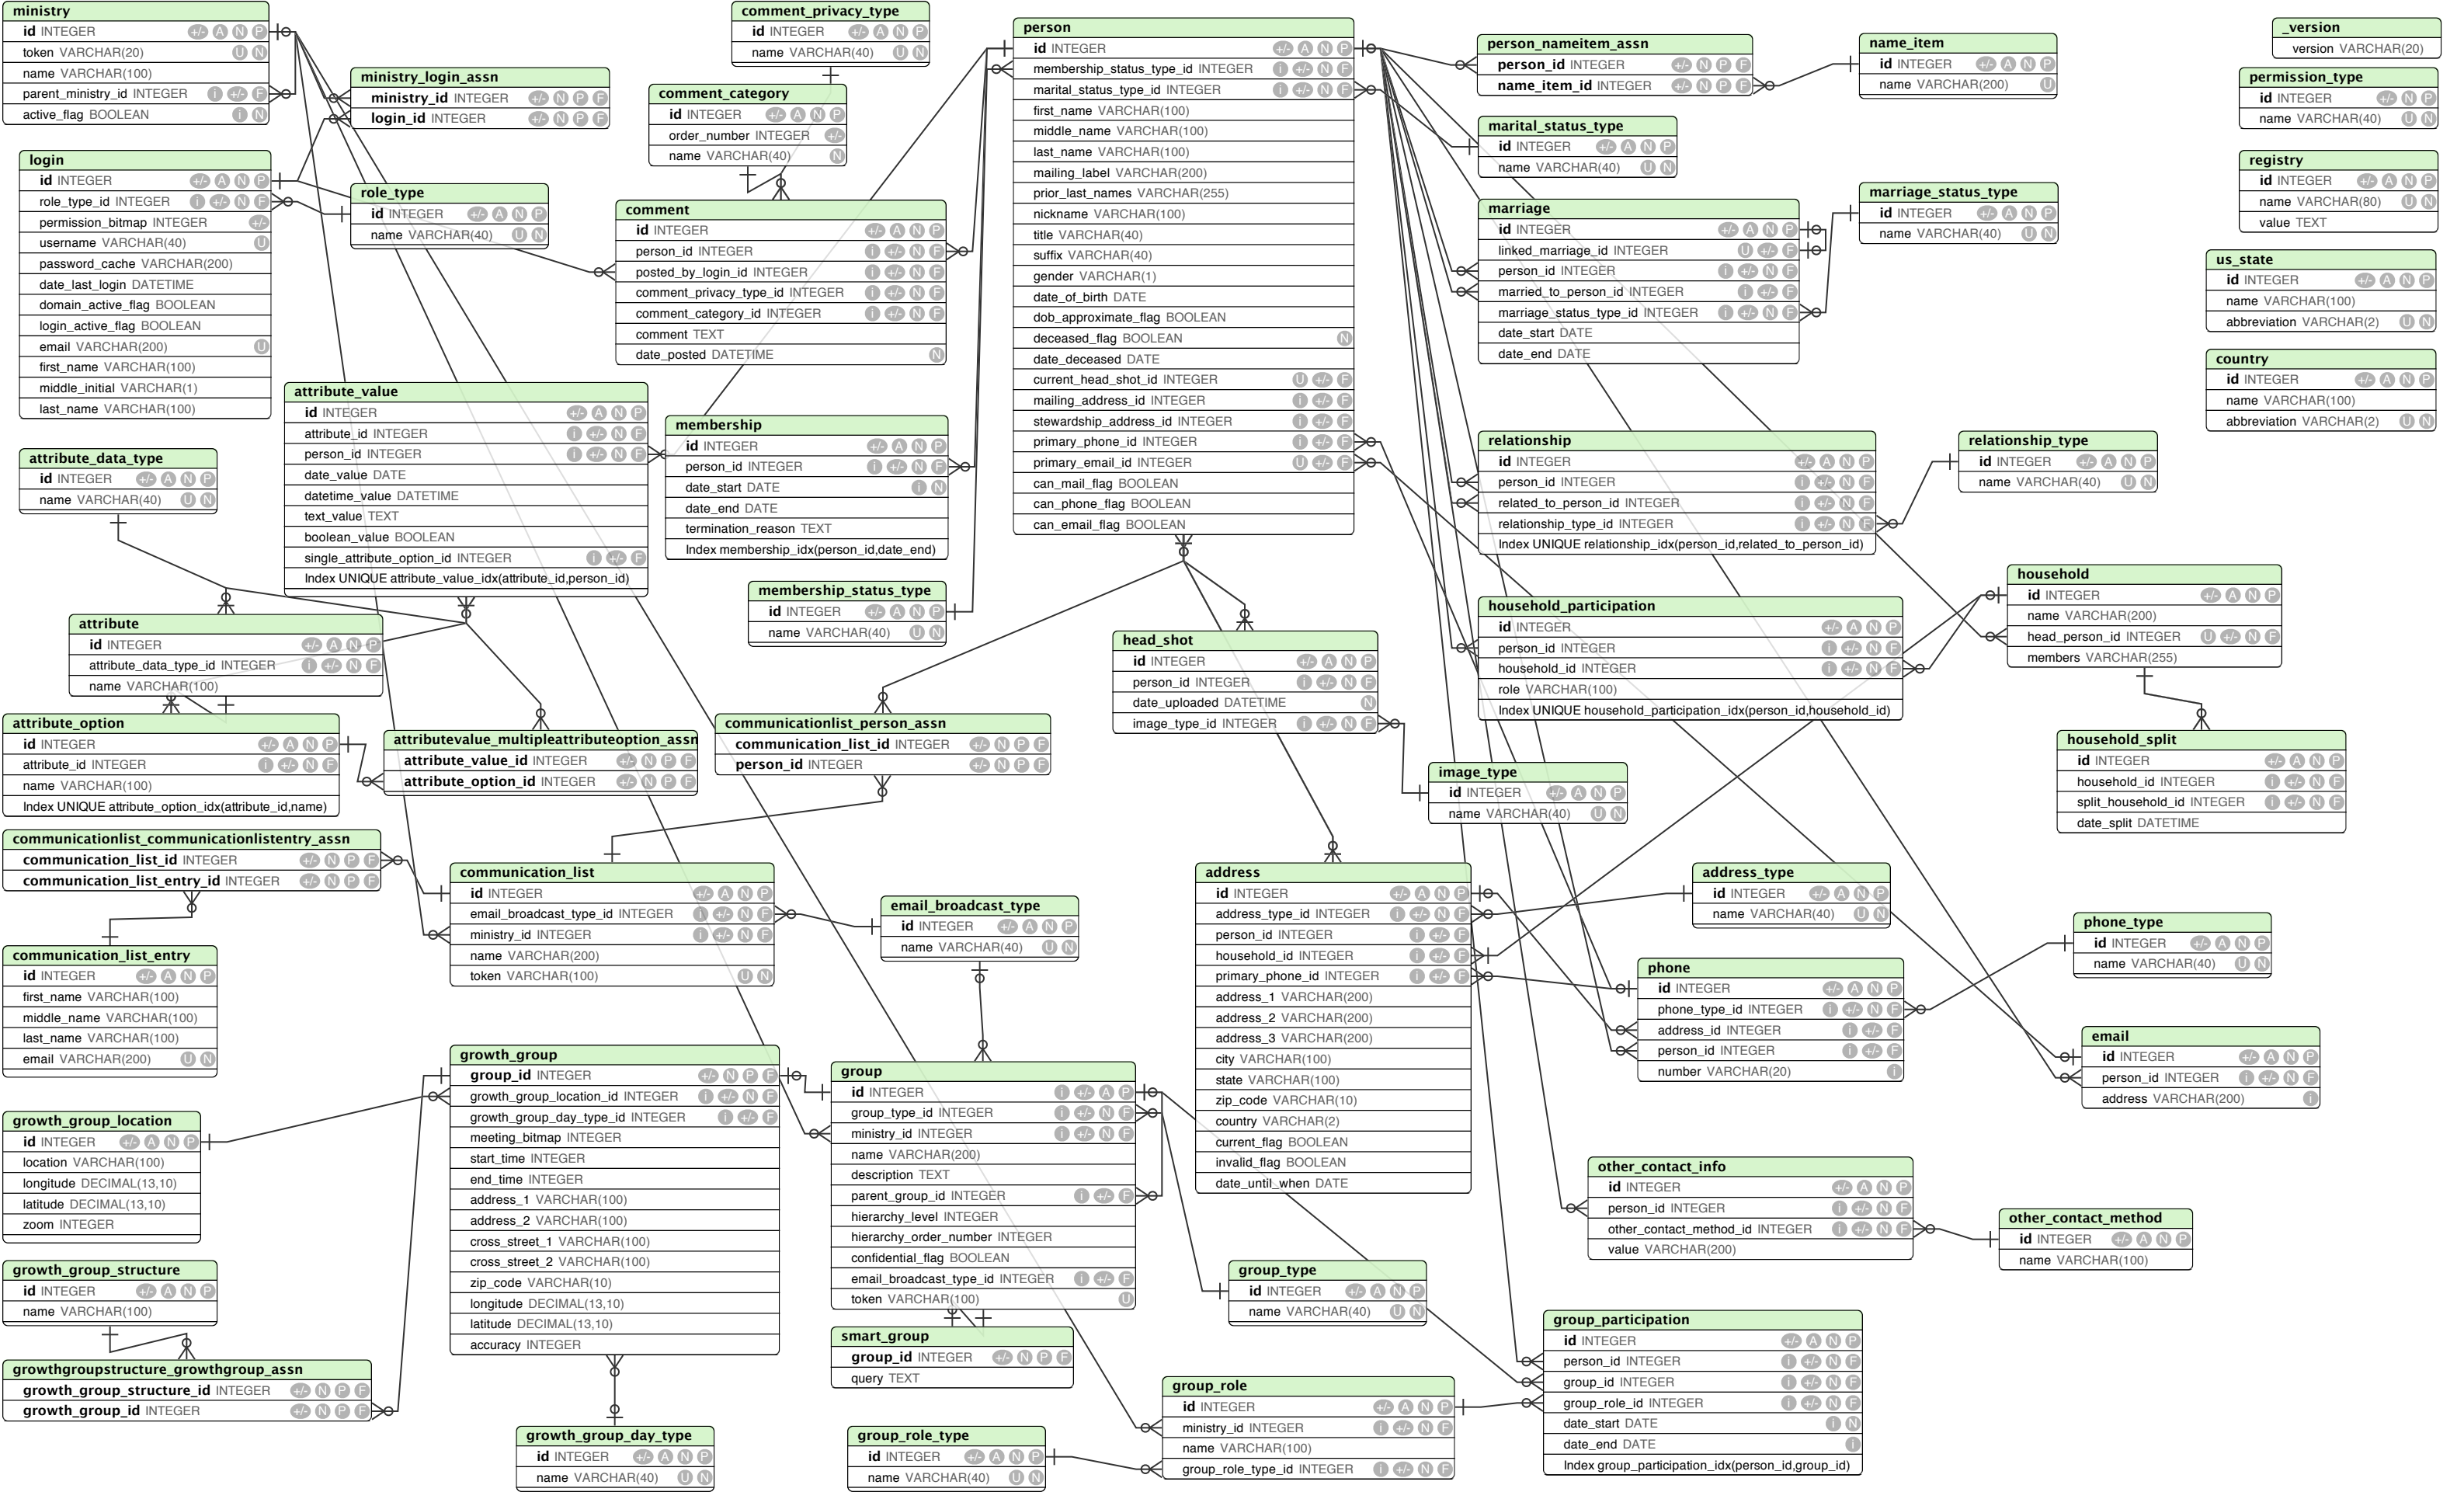 ministry
id INTEGER +/- A N P
token VARCHAR(20) U N
name VARCHAR(100)
parent_ministry_id INTEGER i +/- F
active_flag BOOLEAN i N
ministry_login_assn
ministry_id INTEGER +/- N P F
login_id INTEGER +/- N P F
login
id INTEGER +/- A N P
role_type_id INTEGER i +/- N F
permission_bitmap INTEGER +/-
username VARCHAR(40) U
password_cache VARCHAR(200)
date_last_login DATETIME
domain_active_flag BOOLEAN
login_active_flag BOOLEAN
email VARCHAR(200) U
first_name VARCHAR(100)
middle_initial VARCHAR(1)
last_name VARCHAR(100)
role_type
id INTEGER +/- A N P
name VARCHAR(40) U N
comment_privacy_type
id INTEGER +/- A N P
name VARCHAR(40) U N
comment_category
id INTEGER +/- A N P
order_number INTEGER +/-
name VARCHAR(40) N
comment
id INTEGER +/- A N P
person_id INTEGER i +/- N F
posted_by_login_id INTEGER i +/- N F
comment_privacy_type_id INTEGER i +/- N F
comment_category_id INTEGER i +/- N F
comment TEXT
date_posted DATETIME N
attribute_value
id INTEGER +/- A N P
attribute_id INTEGER i +/- N F
person_id INTEGER i +/- N F
date_value DATE
datetime_value DATETIME
text_value TEXT
boolean_value BOOLEAN
single_attribute_option_id INTEGER i +/- F
Index UNIQUE attribute_value_idx(attribute_id,person_id)
membership
id INTEGER +/- A N P
person_id INTEGER i +/- N F
date_start DATE i N
date_end DATE
termination_reason TEXT
Index membership_idx(person_id,date_end)
membership_status_type
id INTEGER +/- A N P
name VARCHAR(40) U N
attribute_data_type
id INTEGER +/- A N P
name VARCHAR(40) U N
attribute
id INTEGER +/- A N P
attribute_data_type_id INTEGER i +/- N F
name VARCHAR(100)
attribute_option
id INTEGER +/- A N P
attribute_id INTEGER i +/- N F
name VARCHAR(100)
Index UNIQUE attribute_option_idx(attribute_id,name)
attributevalue_multipleattributeoption_assn
attribute_value_id INTEGER +/- N P F
attribute_option_id INTEGER +/- N P F
communicationlist_person_assn
communication_list_id INTEGER +/- N P F
person_id INTEGER +/- N P F
communicationlist_communicationlistentry_assn
communication_list_id INTEGER +/- N P F
communication_list_entry_id INTEGER +/- N P F
communication_list
id INTEGER +/- A N P
email_broadcast_type_id INTEGER i +/- N F
ministry_id INTEGER i +/- N F
name VARCHAR(200)
token VARCHAR(100) U N
email_broadcast_type
id INTEGER +/- A N P
name VARCHAR(40) U N
communication_list_entry
id INTEGER +/- A N P
first_name VARCHAR(100)
middle_name VARCHAR(100)
last_name VARCHAR(100)
email VARCHAR(200) U N
growth_group_location
id INTEGER +/- A N P
location VARCHAR(100)
longitude DECIMAL(13,10)
latitude DECIMAL(13,10)
zoom INTEGER
growth_group_structure
id INTEGER +/- A N P
name VARCHAR(100)
growthgroupstructure_growthgroup_assn
growth_group_structure_id INTEGER +/- N P F
growth_group_id INTEGER +/- N P F
growth_group
group_id INTEGER +/- N P F
growth_group_location_id INTEGER i +/- N F
growth_group_day_type_id INTEGER i +/- F
meeting_bitmap INTEGER
start_time INTEGER
end_time INTEGER
address_1 VARCHAR(100)
address_2 VARCHAR(100)
cross_street_1 VARCHAR(100)
cross_street_2 VARCHAR(100)
zip_code VARCHAR(10)
longitude DECIMAL(13,10)
latitude DECIMAL(13,10)
accuracy INTEGER
growth_group_day_type
id INTEGER +/- A N P
name VARCHAR(40) U N
group
id INTEGER i +/- A P
group_type_id INTEGER i +/- N F
ministry_id INTEGER i +/- N F
name VARCHAR(200)
description TEXT
parent_group_id INTEGER i +/- F
hierarchy_level INTEGER
hierarchy_order_number INTEGER
confidential_flag BOOLEAN
email_broadcast_type_id INTEGER i +/- F
token VARCHAR(100) U
smart_group
group_id INTEGER +/- N P F
query TEXT
group_role_type
id INTEGER +/- A N P
name VARCHAR(40) U N
group_role
id INTEGER +/- A N P
ministry_id INTEGER i +/- N F
name VARCHAR(100)
group_role_type_id INTEGER i +/- N F
group_type
id INTEGER +/- A N P
name VARCHAR(40) U N
group_participation
id INTEGER +/- A N P
person_id INTEGER i +/- N F
group_id INTEGER i +/- N F
group_role_id INTEGER i +/- N F
date_start DATE i N
date_end DATE i
Index group_participation_idx(person_id,group_id)
person
id INTEGER +/- A N P
membership_status_type_id INTEGER i +/- N F
marital_status_type_id INTEGER i +/- N F
first_name VARCHAR(100)
middle_name VARCHAR(100)
last_name VARCHAR(100)
mailing_label VARCHAR(200)
prior_last_names VARCHAR(255)
nickname VARCHAR(100)
title VARCHAR(40)
suffix VARCHAR(40)
gender VARCHAR(1)
date_of_birth DATE
dob_approximate_flag BOOLEAN
deceased_flag BOOLEAN N
date_deceased DATE
current_head_shot_id INTEGER U +/- F
mailing_address_id INTEGER i +/- F
stewardship_address_id INTEGER i +/- F
primary_phone_id INTEGER i +/- F
primary_email_id INTEGER U +/- F
can_mail_flag BOOLEAN
can_phone_flag BOOLEAN
can_email_flag BOOLEAN
head_shot
id INTEGER +/- A N P
person_id INTEGER i +/- N F
date_uploaded DATETIME N
image_type_id INTEGER i +/- N F
image_type
id INTEGER +/- A N P
name VARCHAR(40) U N
address
id INTEGER +/- A N P
address_type_id INTEGER i +/- N F
person_id INTEGER i +/- F
household_id INTEGER i +/- F
primary_phone_id INTEGER i +/- F
address_1 VARCHAR(200)
address_2 VARCHAR(200)
address_3 VARCHAR(200)
city VARCHAR(100)
state VARCHAR(100)
zip_code VARCHAR(10)
country VARCHAR(2)
current_flag BOOLEAN
invalid_flag BOOLEAN
date_until_when DATE
person_nameitem_assn
person_id INTEGER +/- N P F
name_item_id INTEGER +/- N P F
name_item
id INTEGER +/- A N P
name VARCHAR(200) U
marital_status_type
id INTEGER +/- A N P
name VARCHAR(40) U N
marriage
id INTEGER +/- A N P
linked_marriage_id INTEGER U +/- F
person_id INTEGER i +/- N F
married_to_person_id INTEGER i +/- F
marriage_status_type_id INTEGER i +/- N F
date_start DATE
date_end DATE
marriage_status_type
id INTEGER +/- A N P
name VARCHAR(40) U N
relationship
id INTEGER +/- A N P
person_id INTEGER i +/- N F
related_to_person_id INTEGER i +/- N F
relationship_type_id INTEGER i +/- N F
Index UNIQUE relationship_idx(person_id,related_to_person_id)
relationship_type
id INTEGER +/- A N P
name VARCHAR(40) U N
household_participation
id INTEGER +/- A N P
person_id INTEGER i +/- N F
household_id INTEGER i +/- N F
role VARCHAR(100)
Index UNIQUE household_participation_idx(person_id,household_id)
household
id INTEGER +/- A N P
name VARCHAR(200)
head_person_id INTEGER U +/- N F
members VARCHAR(255)
household_split
id INTEGER +/- A N P
household_id INTEGER i +/- N F
split_household_id INTEGER i +/- N F
date_split DATETIME
address_type
id INTEGER +/- A N P
name VARCHAR(40) U N
phone
id INTEGER +/- A N P
phone_type_id INTEGER i +/- N F
address_id INTEGER i +/- F
person_id INTEGER i +/- F
number VARCHAR(20) i
phone_type
id INTEGER +/- A N P
name VARCHAR(40) U N
email
id INTEGER +/- A N P
person_id INTEGER i +/- N F
address VARCHAR(200) i
other_contact_info
id INTEGER +/- A N P
person_id INTEGER i +/- N F
other_contact_method_id INTEGER i +/- N F
value VARCHAR(200)
other_contact_method
id INTEGER +/- A N P
name VARCHAR(100)
_version
version VARCHAR(20)
permission_type
id INTEGER +/- N P
name VARCHAR(40) U N
registry
id INTEGER +/- A N P
name VARCHAR(80) U N
value TEXT
us_state
id INTEGER +/- A N P
name VARCHAR(100)
abbreviation VARCHAR(2) U N
country
id INTEGER +/- A N P
name VARCHAR(100)
abbreviation VARCHAR(2) U N